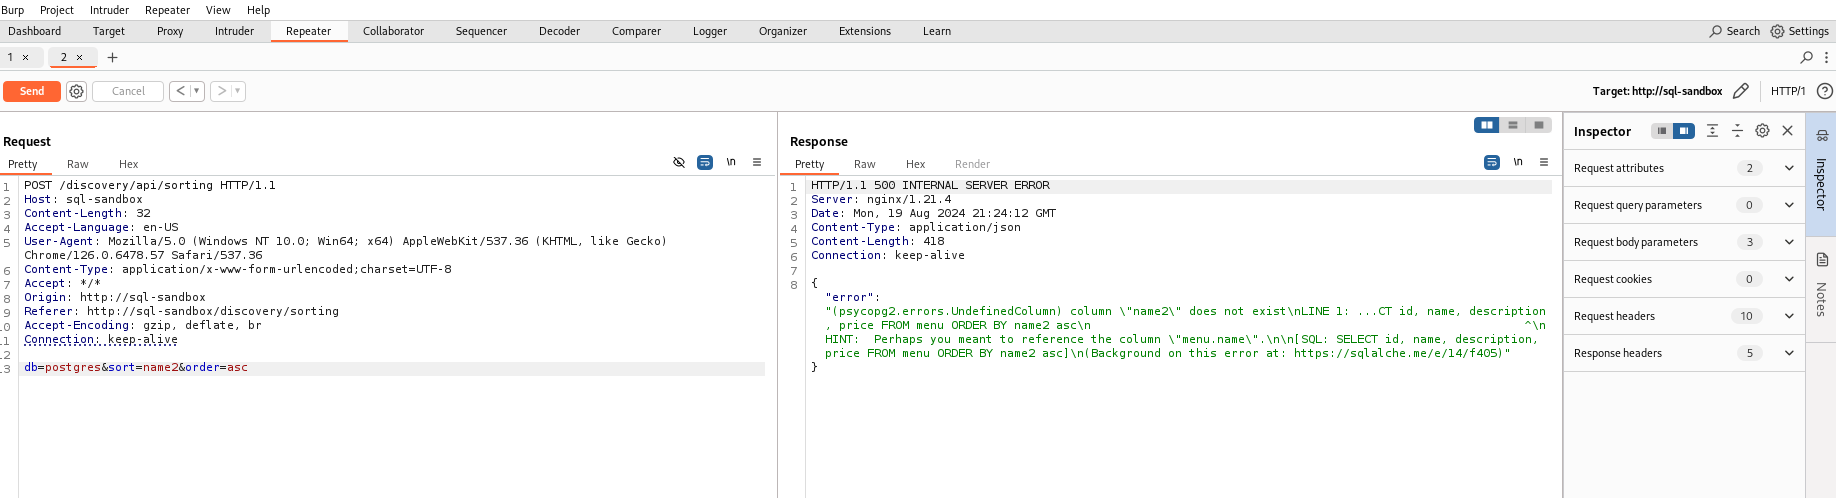 Burp Project Intruder Repeater View Help
Dashboard Target Proxy Intruder Repeater Collaborator Sequencer Decoder Comparer Logger Organizer Extensions Learn Search Settings
1 × 2 × +
Send Cancel < > Target: http://sql-sandbox HTTP/1 ?
Request
Pretty Raw Hex \n
1 POST /discovery/api/sorting HTTP/1.1
2 Host: sql-sandbox
3 Content-Length: 32
4 Accept-Language: en-US
5 User-Agent: Mozilla/5.0 (Windows NT 10.0; Win64; x64) AppleWebKit/537.36 (KHTML, like Gecko)
Chrome/126.0.6478.57 Safari/537.36
6 Content-Type: application/x-www-form-urlencoded;charset=UTF-8
7 Accept: */*
8 Origin: http://sql-sandbox
9 Referer: http://sql-sandbox/discovery/sorting
10 Accept-Encoding: gzip, deflate, br
11 Connection: keep-alive
12
13 db=postgres&sort=name2&order=asc
Response
Pretty Raw Hex Render \n
1 HTTP/1.1 500 INTERNAL SERVER ERROR
2 Server: nginx/1.21.4
3 Date: Mon, 19 Aug 2024 21:24:12 GMT
4 Content-Type: application/json
5 Content-Length: 418
6 Connection: keep-alive
7
8 {
"error":
"(psycopg2.errors.UndefinedColumn) column \"name2\" does not exist\nLINE 1: ...CT id, name, description
, price FROM menu ORDER BY name2 asc\n ^\n
HINT:  Perhaps you meant to reference the column \"menu.name\".\n\n[SQL: SELECT id, name, description,
price FROM menu ORDER BY name2 asc]\n(Background on this error at: https://sqlalche.me/e/14/f405)"
}
Inspector
Request attributes 2
Request query parameters 0
Request body parameters 3
Request cookies 0
Request headers 10
Response headers 5
Inspector
Notes